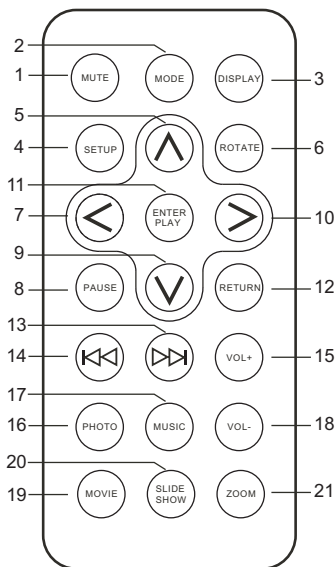 2
1 MUTE MODE DISPLAY 3
5
4 SETUP ROTATE 6
11
7 ENTER PLAY 10
9
8 PAUSE RETURN 12
13
14 VOL+ 15
17
16 PHOTO MUSIC VOL- 18
20
19 MOVIE SLIDE SHOW ZOOM 21